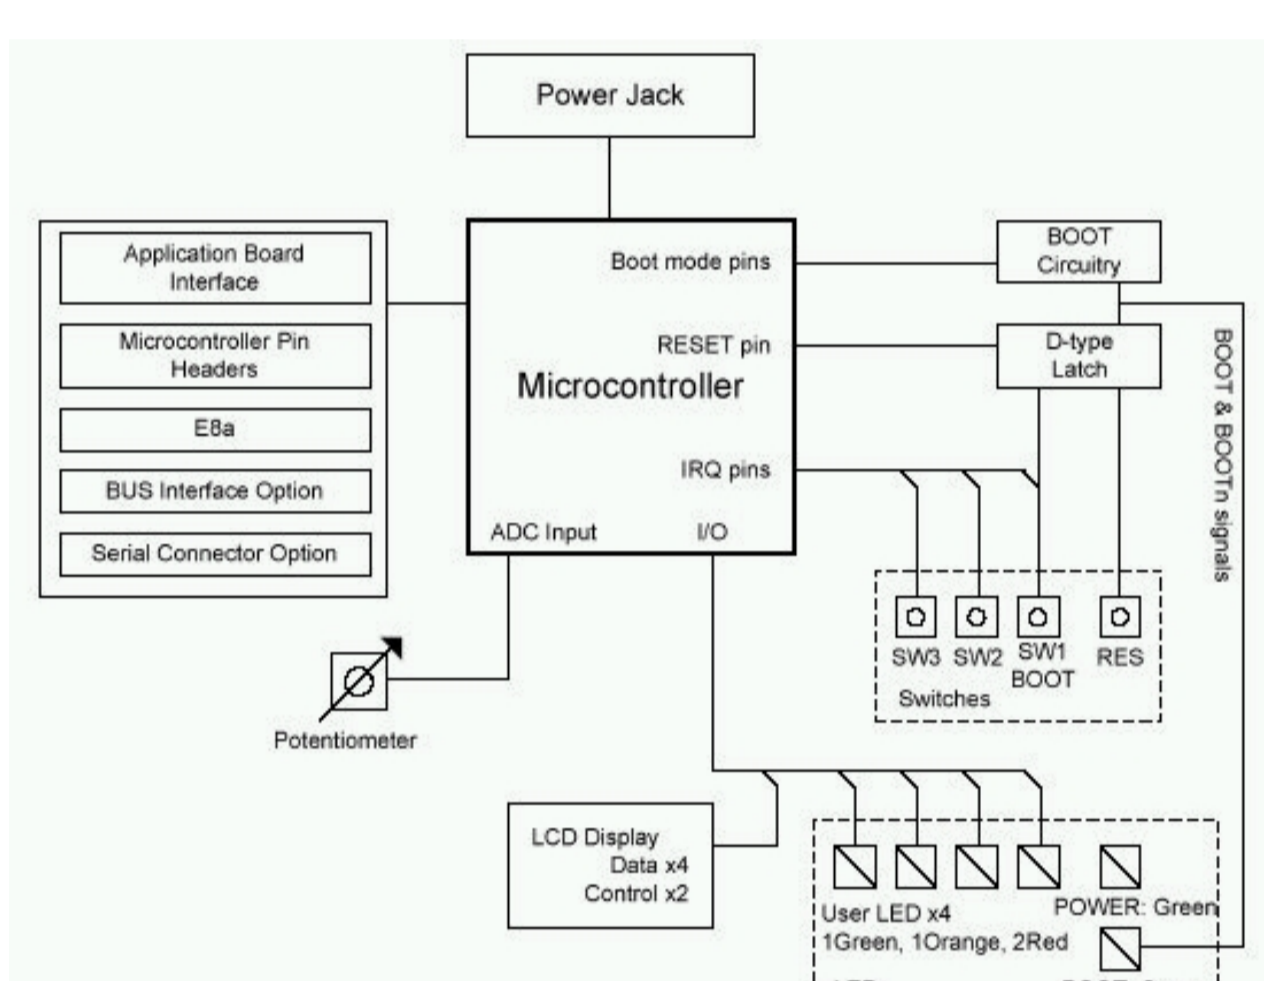 Power Jack
Application Board
Interface
Microcontroller Pin
Headers
E8a
BUS Interface Option
Serial Connector Option
Boot mode pins
RESET pin
Microcontroller
IRQ pins
ADC Input
I/O
BOOT
Circuitry
D-type
Latch
BOOT & BOOTn signals
SW3
SW2
SW1
BOOT
RES
Switches
Potentiometer
LCD Display
Data x4
Control x2
User LED x4
1Green, 1Orange, 2Red
POWER: Green